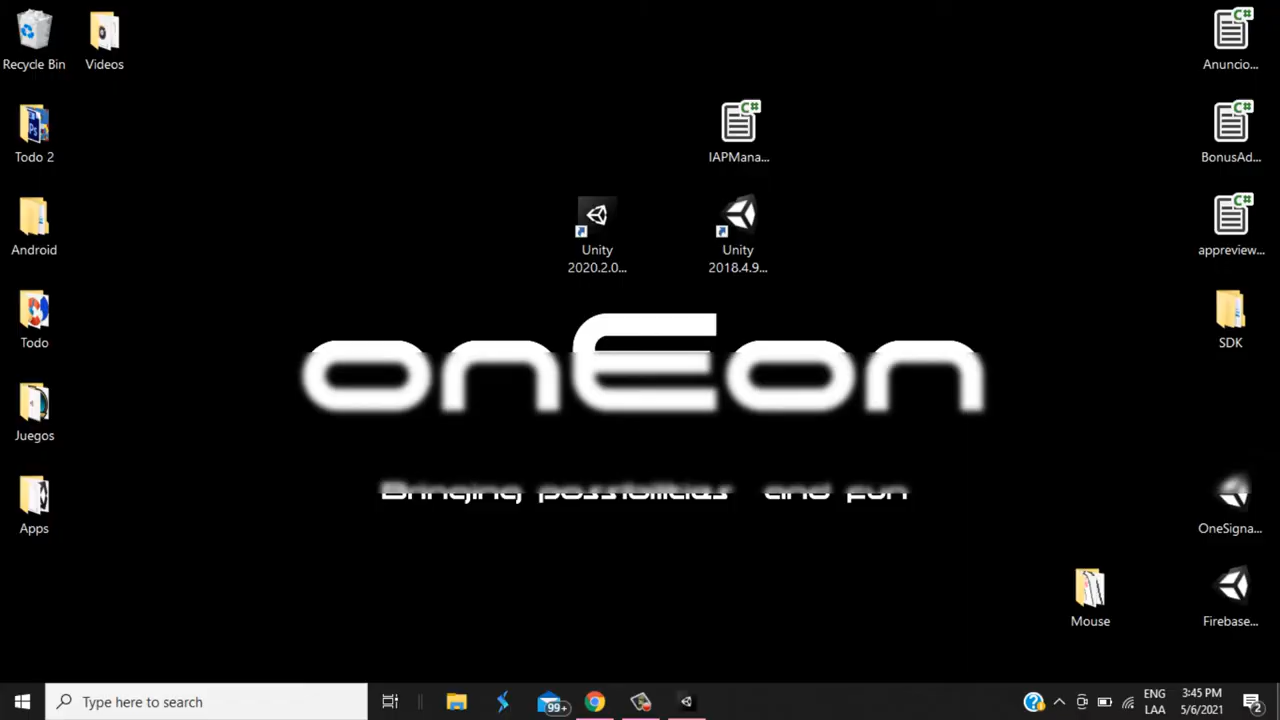 Recycle Bin
Videos
Anuncio...
Todo 2
IAPMana...
BonusAd...
Android
Unity
2020.2.0...
Unity
2018.4.9...
appreview...
Todo
SDK
onEon
Juegos
Bringing possibilities and fun
Apps
OneSigna...
Mouse
Firebase...
Type here to search
99+
ENG
LAA
3:45 PM
5/6/2021
2